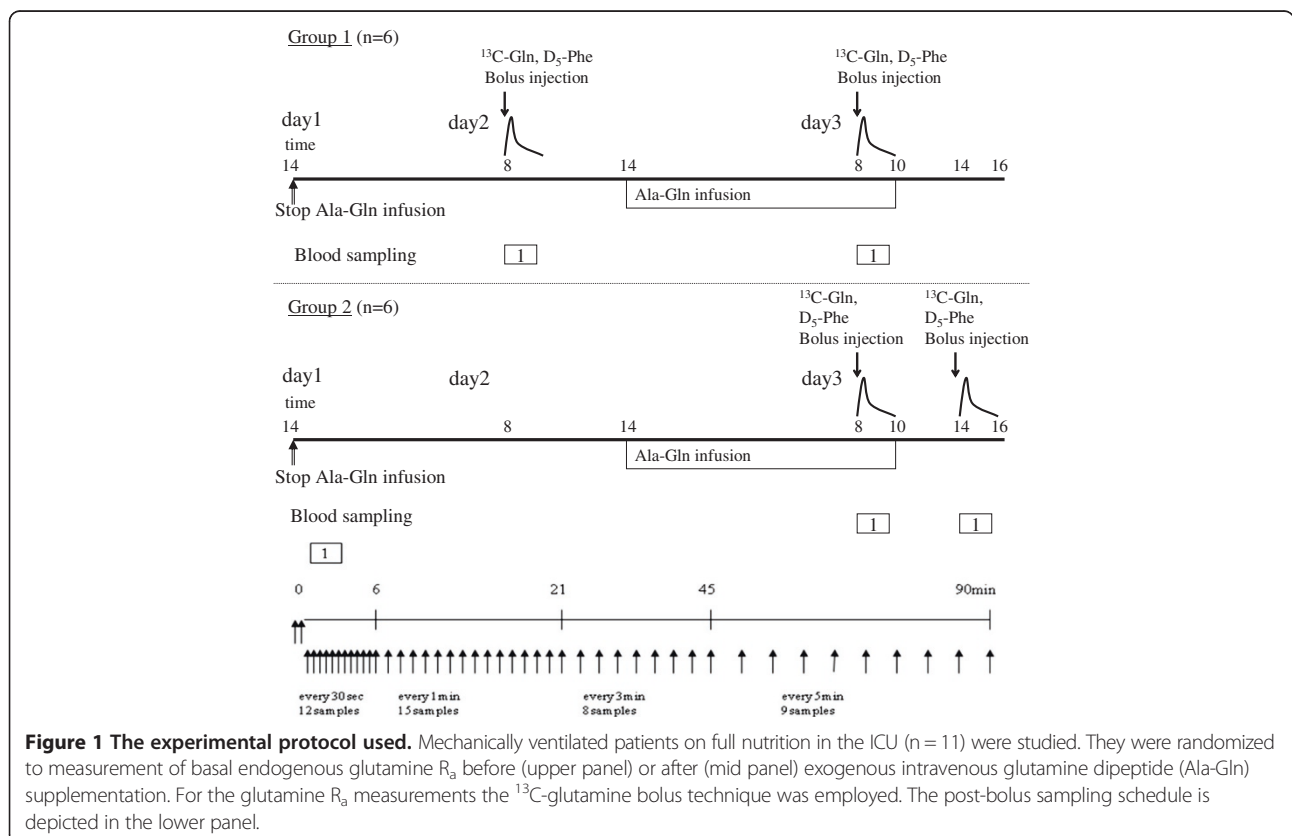 Group 1 (n=6)
¹³C-Gln, D₅-Phe
Bolus injection
¹³C-Gln, D₅-Phe
Bolus injection
day1
day2
day3
time
14
8
14
8
10
14
16
Ala-Gln infusion
Stop Ala-Gln infusion
Blood sampling
1
1
Group 2 (n=6)
¹³C-Gln,
D₅-Phe
Bolus injection
¹³C-Gln,
D₅-Phe
Bolus injection
day1
day2
day3
time
14
8
14
8
10
14
16
Ala-Gln infusion
Stop Ala-Gln infusion
Blood sampling
1
1
1
0
6
21
45
90min
every 30 sec
12 samples
every 1min
15 samples
every 3min
8 samples
every 5min
9 samples
Figure 1 The experimental protocol used. Mechanically ventilated patients on full nutrition in the ICU (n = 11) were studied. They were randomized
to measurement of basal endogenous glutamine Rₐ before (upper panel) or after (mid panel) exogenous intravenous glutamine dipeptide (Ala-Gln)
supplementation. For the glutamine Rₐ measurements the ¹³C-glutamine bolus technique was employed. The post-bolus sampling schedule is
depicted in the lower panel.